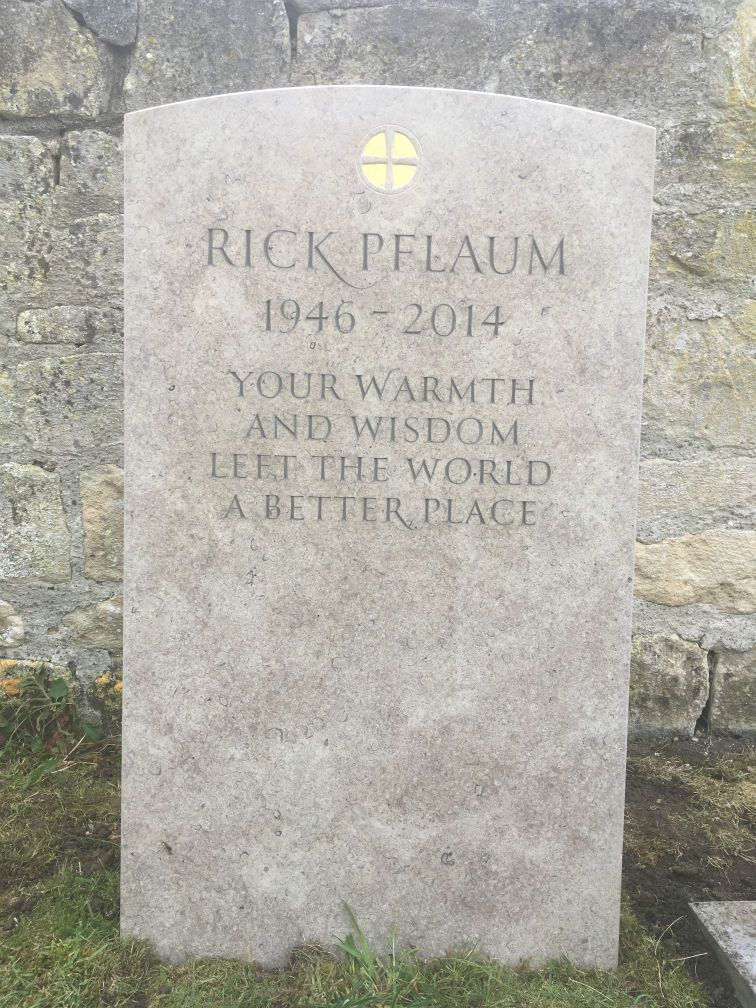 RICK PFLAUM
1946 - 2014
YOUR WARMTH
AND WISDOM
LEFT THE WORLD
A BETTER PLACE